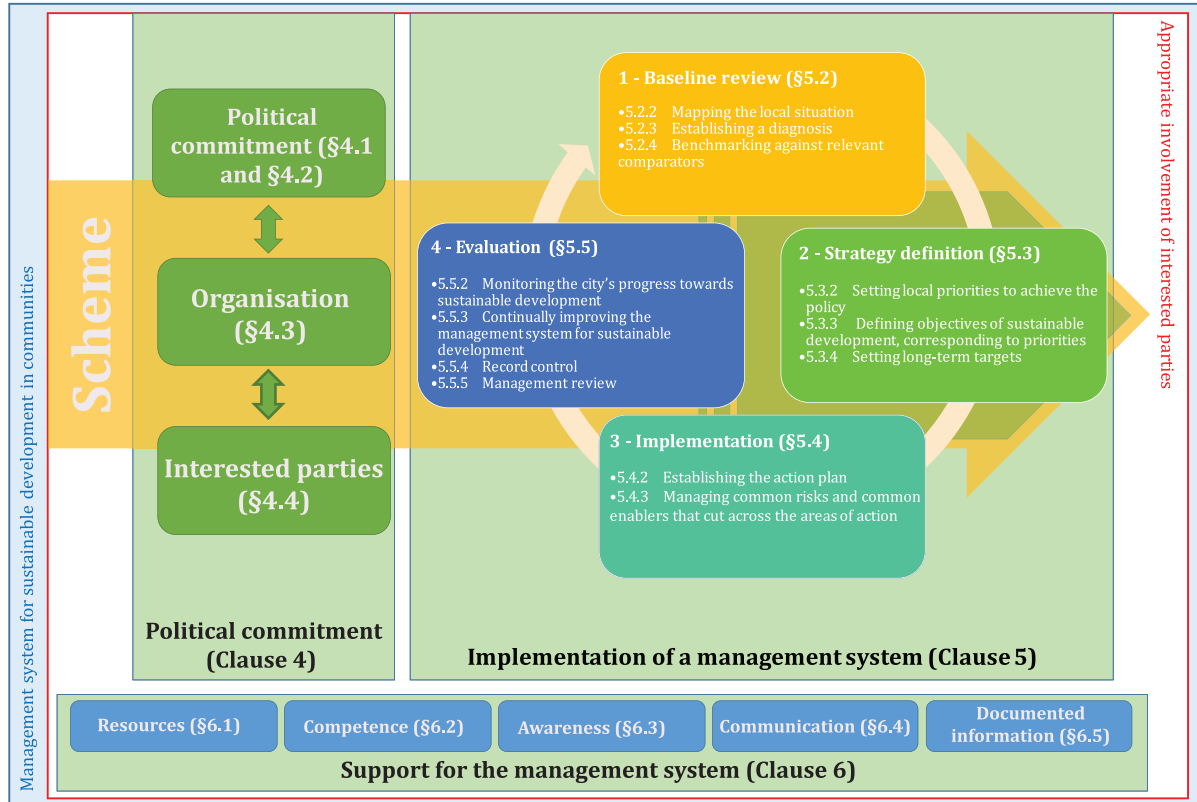 Management system for sustainable development in communities
Scheme
Political
commitment (§4.1
and §4.2)
Organisation
(§4.3)
Interested parties
(§4.4)
Political commitment
(Clause 4)
1 - Baseline review (§5.2)
•5.2.2 Mapping the local situation
•5.2.3 Establishing a diagnosis
•5.2.4 Benchmarking against relevant
comparators
2 - Strategy definition (§5.3)
•5.3.2 Setting local priorities to achieve the
policy
•5.3.3 Defining objectives of sustainable
development, corresponding to priorities
•5.3.4 Setting long-term targets
3 - Implementation (§5.4)
•5.4.2 Establishing the action plan
•5.4.3 Managing common risks and common
enablers that cut across the areas of action
4 - Evaluation (§5.5)
•5.5.2 Monitoring the city's progress towards
sustainable development
•5.5.3 Continually improving the
management system for sustainable
development
•5.5.4 Record control
•5.5.5 Management review
Implementation of a management system (Clause 5)
Appropriate involvement of interested parties
Resources (§6.1)
Competence (§6.2)
Awareness (§6.3)
Communication (§6.4)
Documented
information (§6.5)
Support for the management system (Clause 6)